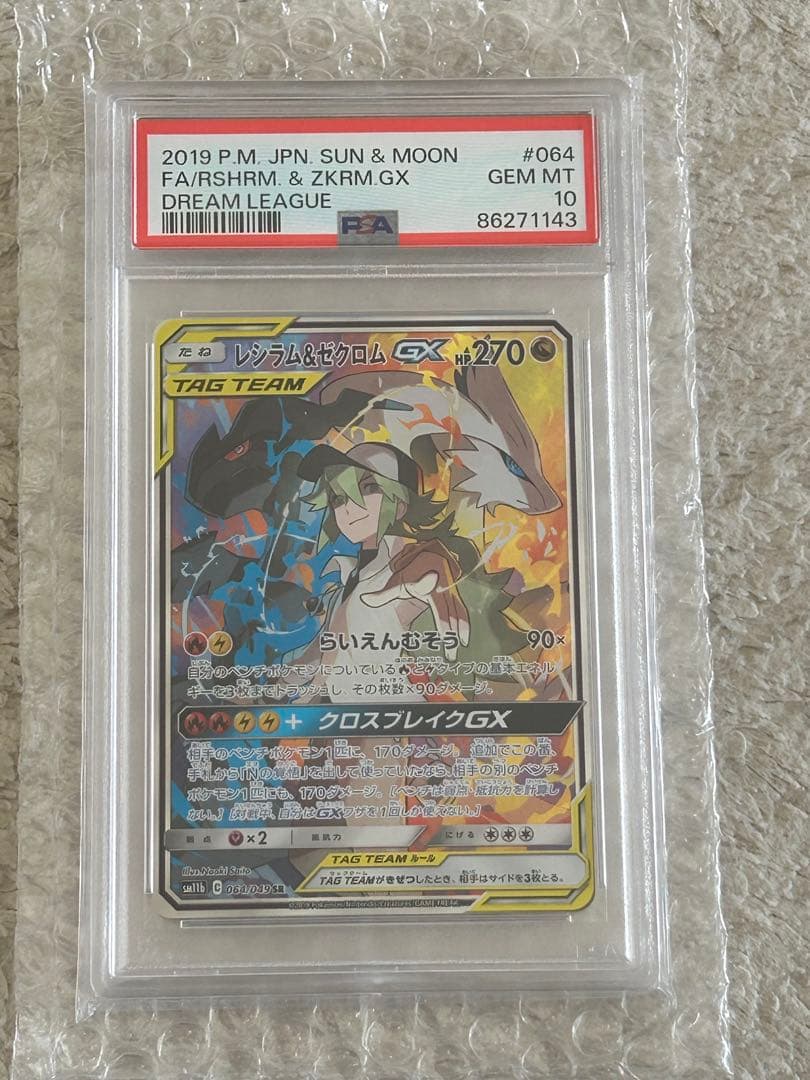 2019 P.M. JPN. SUN & MOON #064
FA/RSHRM. & ZKRM.GX GEM MT
DREAM LEAGUE 10
PSA 86271143
たね レシラム&ゼクロム GX HP270
TAG TEAM
らいえんむそう 90×
自分のベンチポケモンについている🔥と⚡タイプの基本エネル
ギーを3枚までトラッシュし、その枚数×90ダメージ。
+ クロスブレイクGX
相手のベンチポケモン1匹に、170ダメージ。追加でこの番、
手札から「Nの覚悟」を出して使っていたなら、相手の別のベンチ
ポケモン1匹にも、170ダメージ。[ベンチは弱点・抵抗力を計算し
ない。] [対戦中、自分はGXワザを1回しか使えない。]
弱点 ×2 抵抗力 にげる
TAG TEAM ルール
TAG TEAMがきぜつしたとき、相手はサイドを3枚とる。
Illus. Naoki Saito
sm11b C 064/049 SR
©2019 Pokémon/Nintendo/Creatures/GAME FREAK